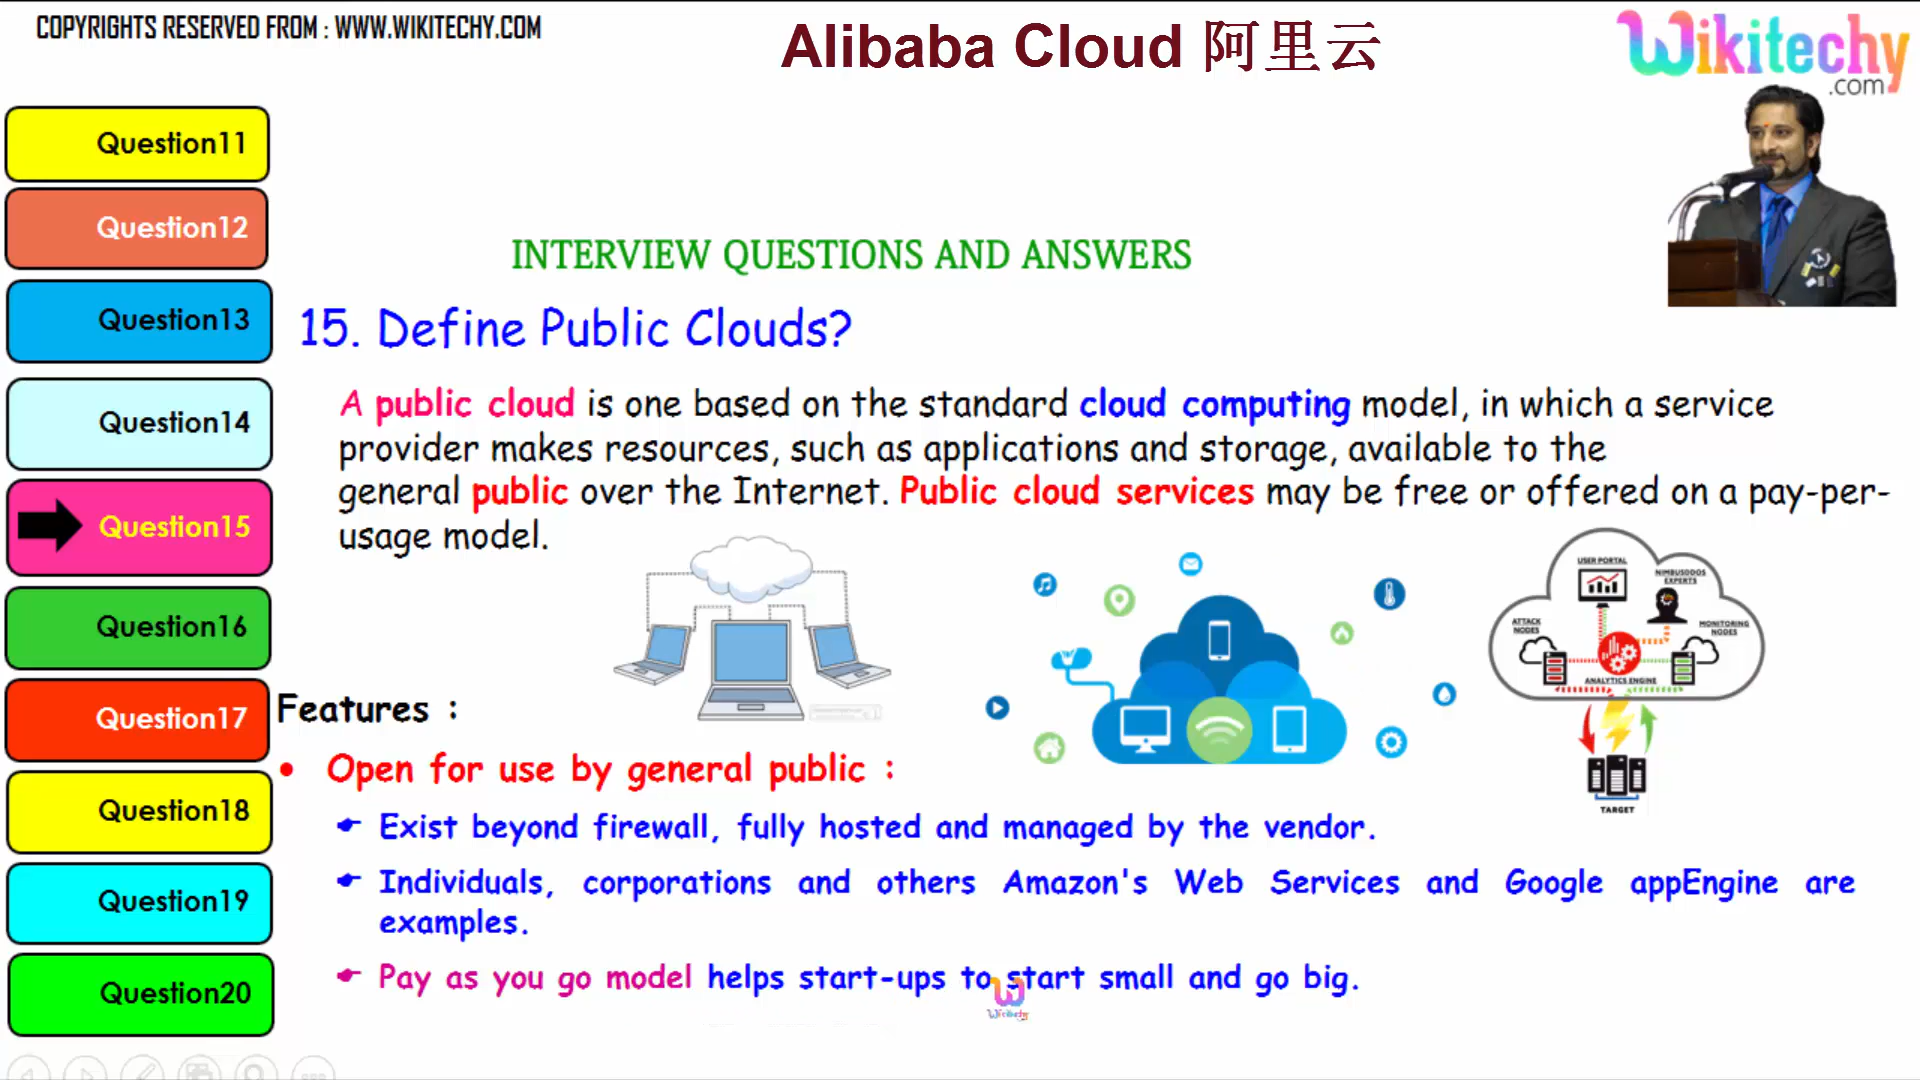 COPYRIGHTS RESERVED FROM : WWW.WIKITECHY.COM
Alibaba Cloud 阿里云
Wikitechy
.com
Question11
Question12
Question13
Question14
Question15
Question16
Question17
Question18
Question19
Question20
INTERVIEW QUESTIONS AND ANSWERS
15. Define Public Clouds?
A public cloud is one based on the standard cloud computing model, in which a service
provider makes resources, such as applications and storage, available to the
general public over the Internet. Public cloud services may be free or offered on a pay-per-
usage model.
USER PORTAL
NIMBUSDDOS
EXPERTS
ATTACK
NODES
MONITORING
NODES
ANALYTICS ENGINE
TARGET
Features :
• Open for use by general public :
Exist beyond firewall, fully hosted and managed by the vendor.
Individuals, corporations and others Amazon's Web Services and Google appEngine are
examples.
Pay as you go model helps start-ups to start small and go big.
Wikitechy